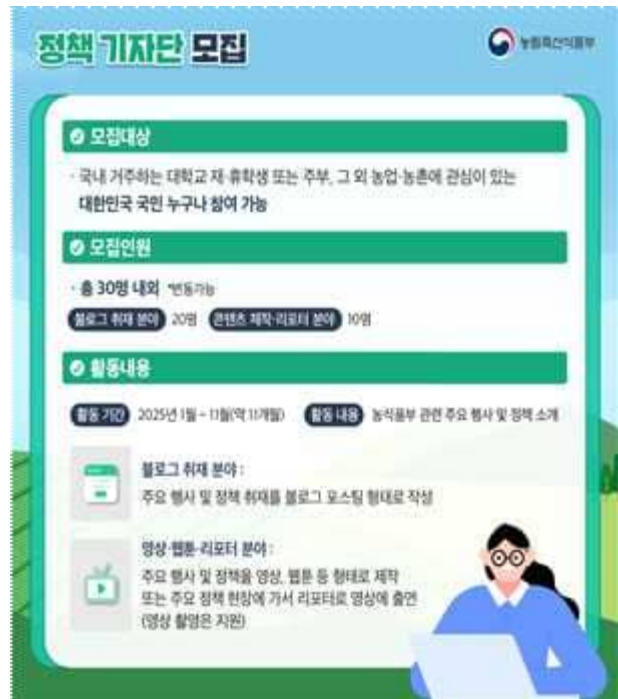 정책 기자단 모집
농림축산식품부
모집대상
· 국내 거주하는 대학교 재·휴학생 또는 주부, 그 외 농업·농촌에 관심이 있는
대한민국 국민 누구나 참여 가능
모집인원
· 총 30명 내외 *변동가능
블로그 취재 분야 20명 콘텐츠 제작·리포터 분야 10명
활동내용
활동 기간 2025년 1월 ~ 11월(약 11개월) 활동 내용 농식품부 관련 주요 행사 및 정책 소개
블로그 취재 분야 :
주요 행사 및 정책 취재를 블로그 포스팅 형태로 작성
영상·웹툰·리포터 분야 :
주요 행사 및 정책을 영상, 웹툰 등 형태로 제작
또는 주요 정책 현장에 가서 리포터로 영상에 출연
(영상 촬영은 지원)